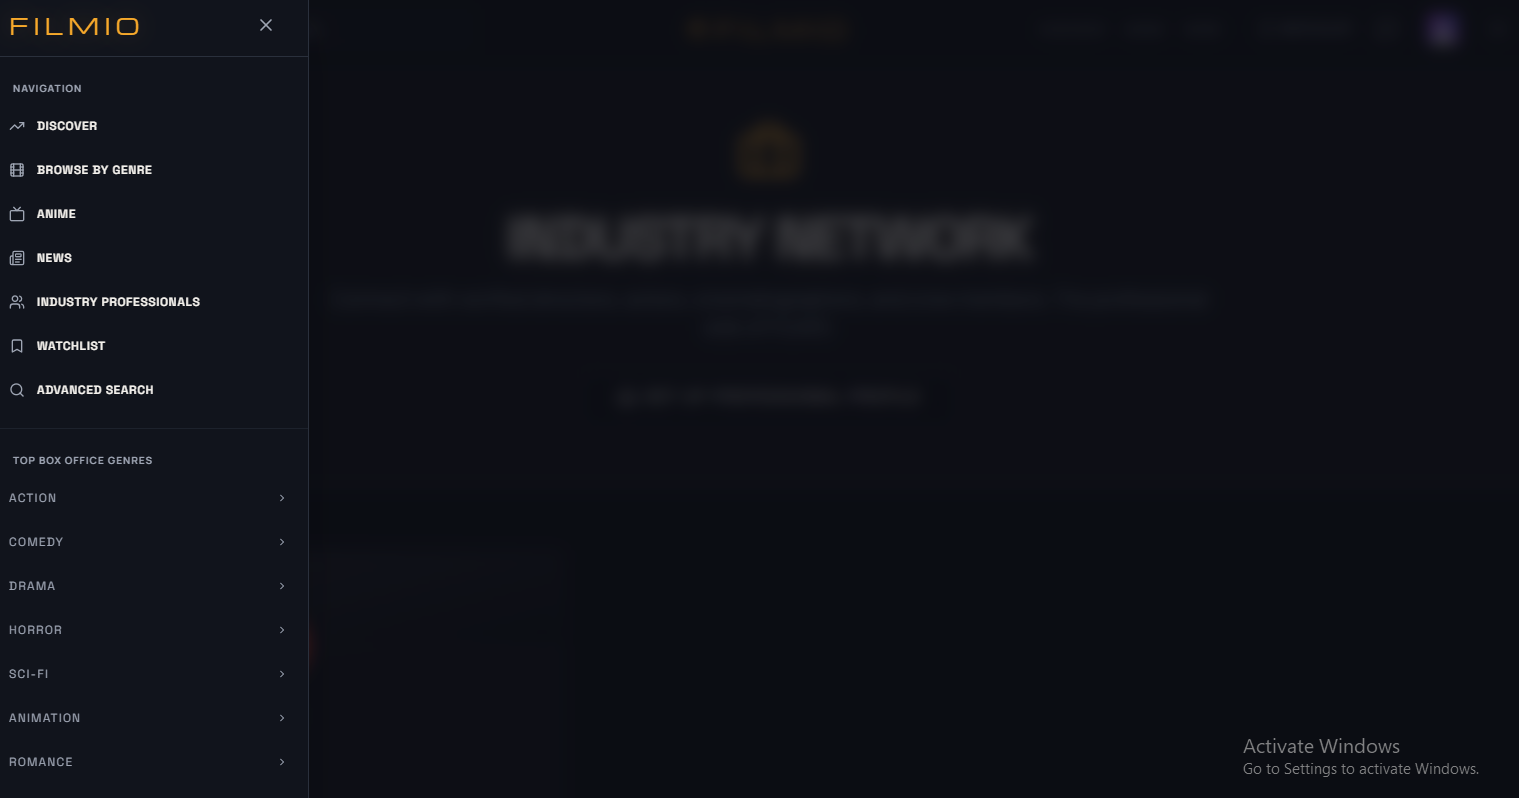 FILMIO
NAVIGATION
DISCOVER
BROWSE BY GENRE
ANIME
NEWS
INDUSTRY PROFESSIONALS
WATCHLIST
ADVANCED SEARCH
TOP BOX OFFICE GENRES
ACTION
COMEDY
DRAMA
HORROR
SCI-FI
ANIMATION
ROMANCE
INDUSTRY NETWORK
Activate Windows
Go to Settings to activate Windows.